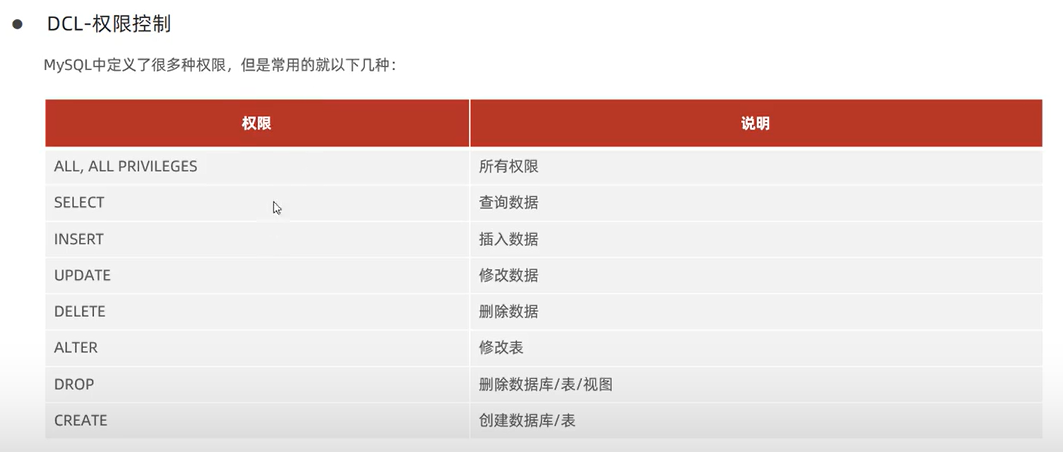 DCL-权限控制
MySQL中定义了很多种权限，但是常用的就以下几种：
权限 说明
ALL, ALL PRIVILEGES 所有权限
SELECT 查询数据
INSERT 插入数据
UPDATE 修改数据
DELETE 删除数据
ALTER 修改表
DROP 删除数据库/表/视图
CREATE 创建数据库/表